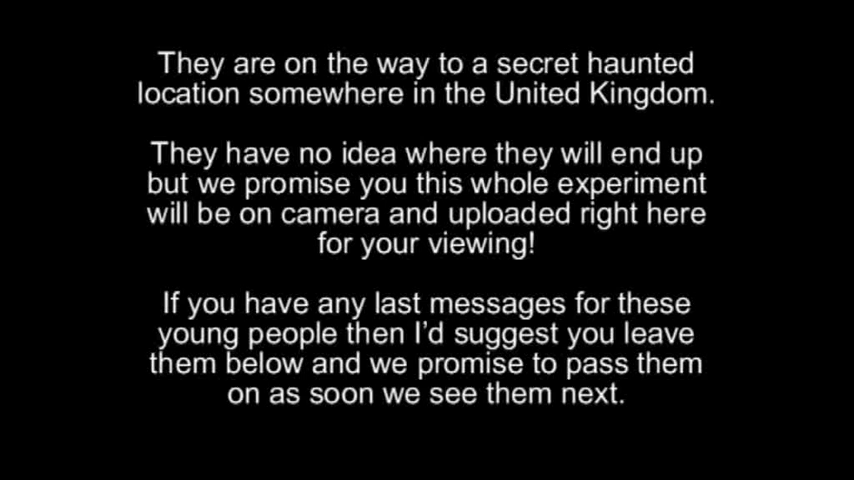 They are on the way to a secret haunted
location somewhere in the United Kingdom.
They have no idea where they will end up
but we promise you this whole experiment
will be on camera and uploaded right here
for your viewing!
If you have any last messages for these
young people then I'd suggest you leave
them below and we promise to pass them
on as soon we see them next.